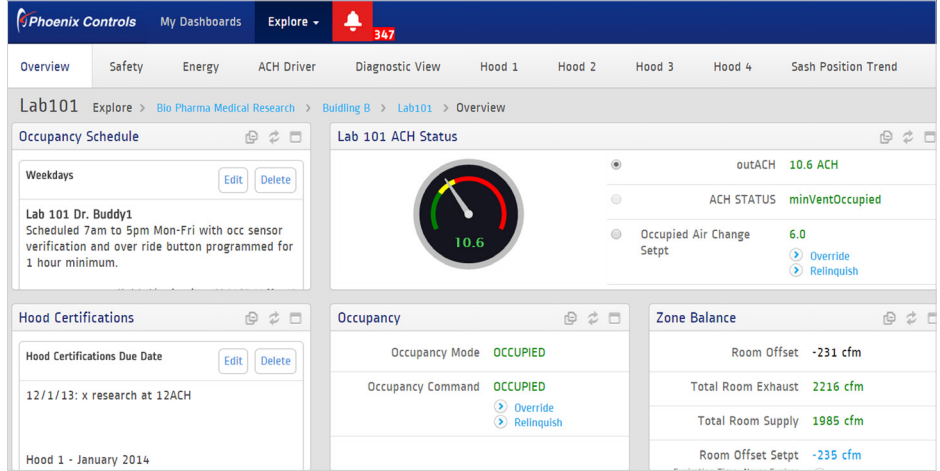 Phoenix Controls My Dashboards Explore 347
Overview Safety Energy ACH Driver Diagnostic View Hood 1 Hood 2 Hood 3 Hood 4 Sash Position Trend
Lab101 Explore > Bio Pharma Medical Research > Buidling B > Lab101 > Overview
Occupancy Schedule
Weekdays Edit Delete
Lab 101 Dr. Buddy1
Scheduled 7am to 5pm Mon-Fri with occ sensor
verification and over ride button programmed for
1 hour minimum.
Lab 101 ACH Status
10.6
outACH 10.6 ACH
ACH STATUS minVentOccupied
Occupied Air Change
Setpt
6.0
Override
Relinquish
Hood Certifications
Hood Certifications Due Date Edit Delete
12/1/13: x research at 12ACH
Hood 1 - January 2014
Occupancy
Occupancy Mode OCCUPIED
Occupancy Command OCCUPIED
Override
Relinquish
Zone Balance
Room Offset -231 cfm
Total Room Exhaust 2216 cfm
Total Room Supply 1985 cfm
Room Offset Setpt -235 cfm